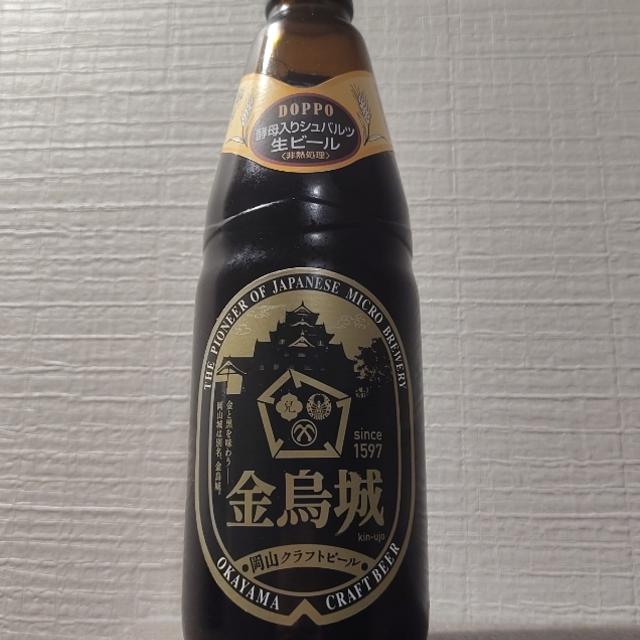 DOPPO
酵母入りシュバルツ
生ビール
〈非熱処理〉
THE PIONEER OF JAPANESE MICRO BREWERY
金と黒を味わう——
岡山城は別名、金烏城。
since
1597
金烏城
kin-ujo
・岡山クラフトビール・
OKAYAMA CRAFT BEER